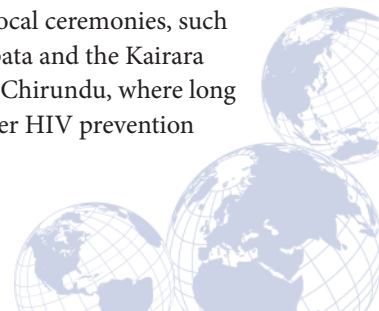 ocal ceremonies, such
ata and the Kairara
Chirundu, where long
er HIV prevention